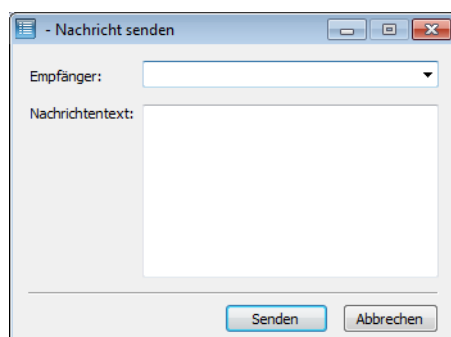 - Nachricht senden
Empfänger:
Nachrichtentext:
Senden Abbrechen